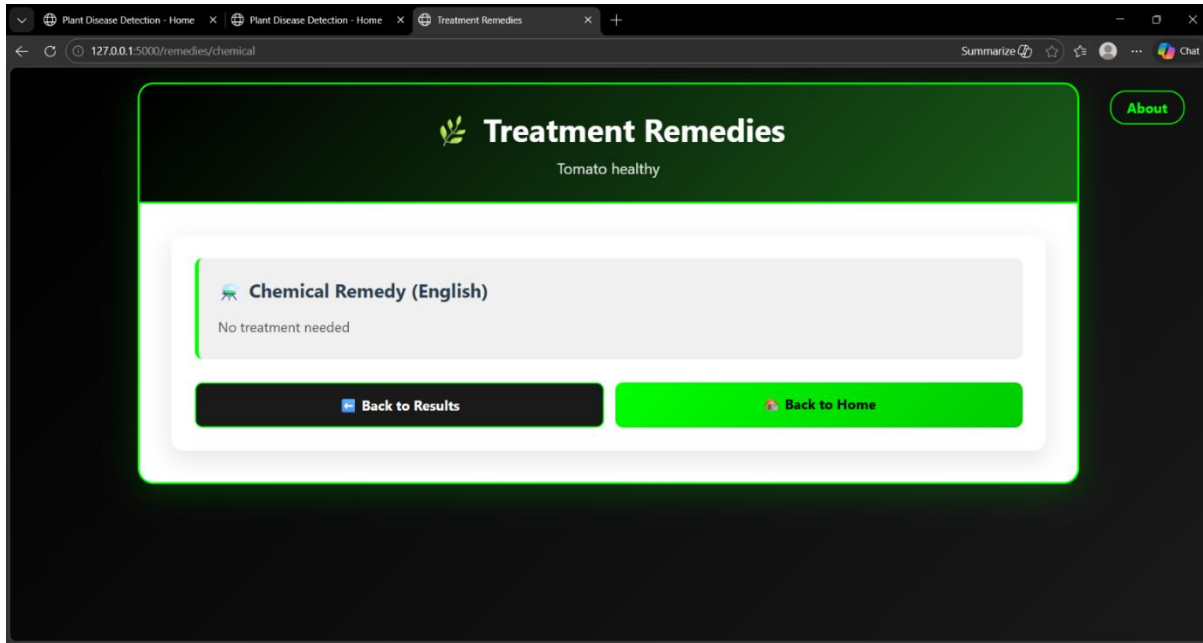 Plant Disease Detection - Home
Plant Disease Detection - Home
Treatment Remedies
127.0.0.1:5000/remedies/chemical
Summarize
Chat
About
Treatment Remedies
Tomato healthy
Chemical Remedy (English)
No treatment needed
Back to Results
Back to Home